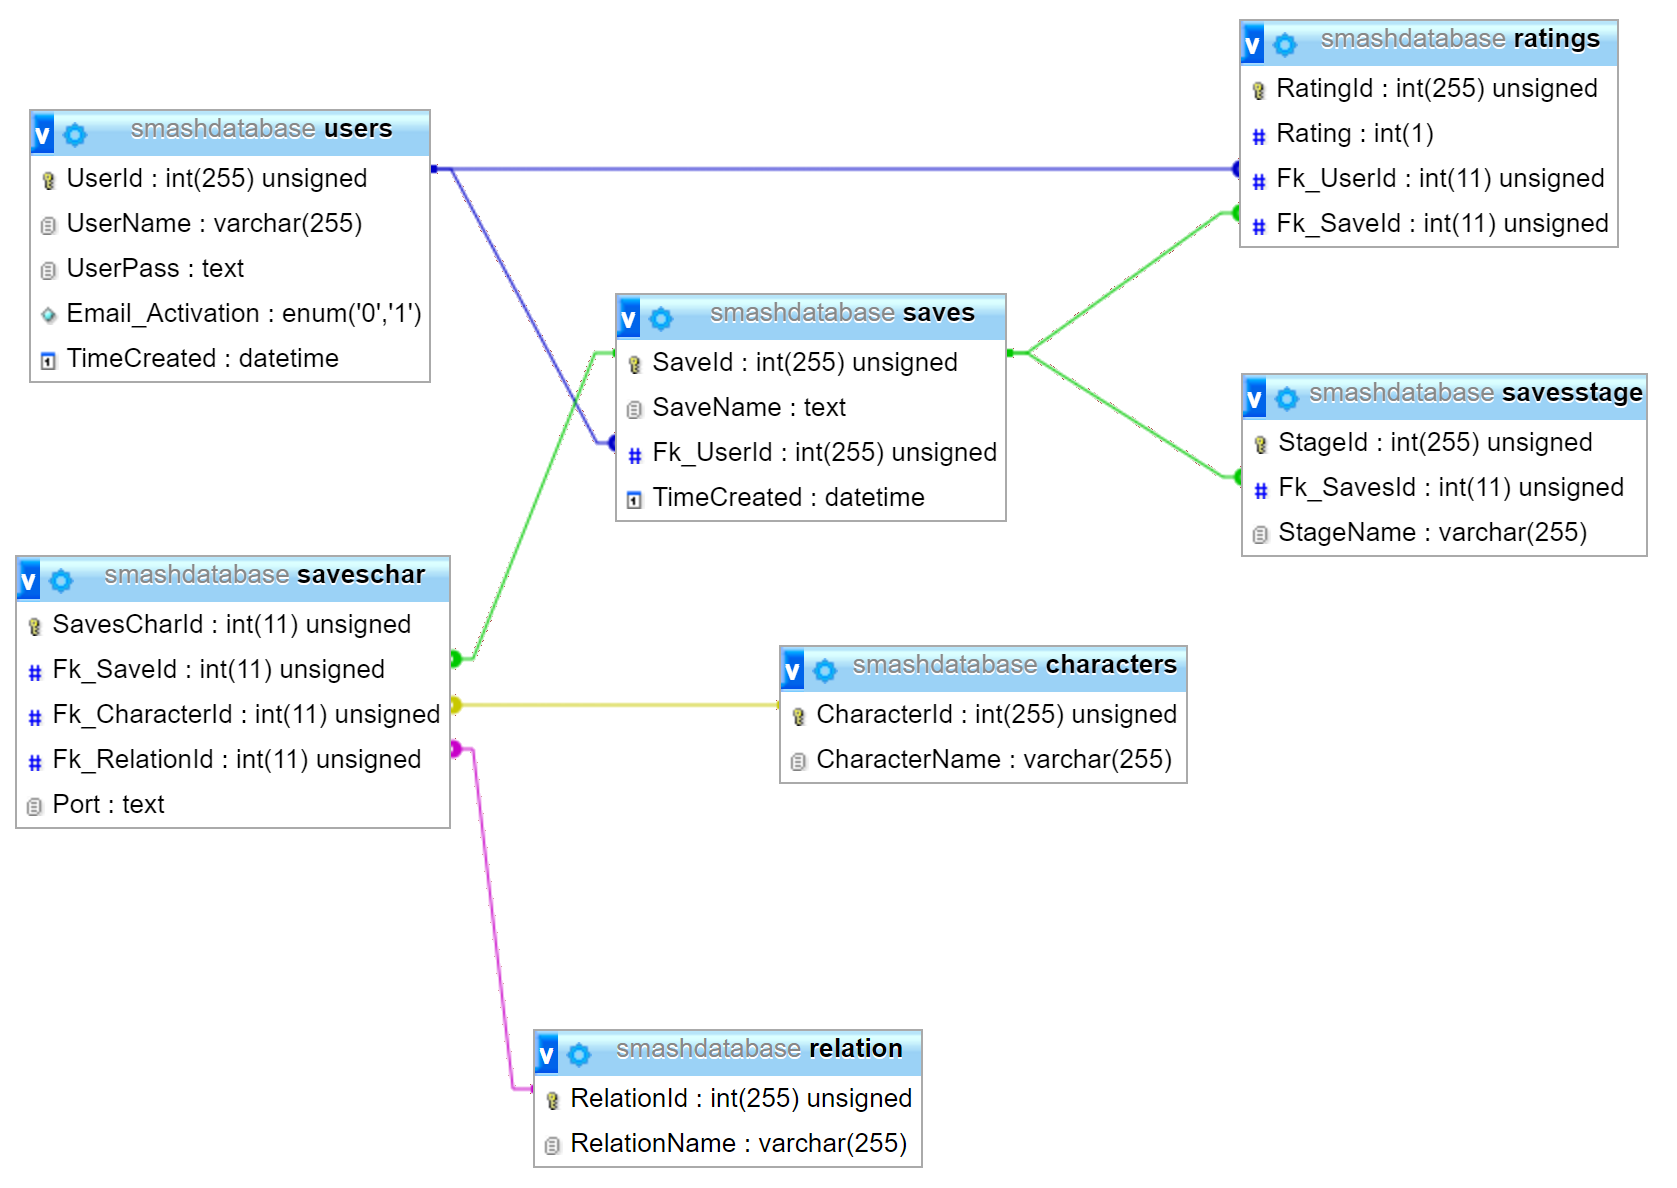 v smashdatabase users
UserId : int(255) unsigned
UserName : varchar(255)
UserPass : text
Email_Activation : enum('0','1')
TimeCreated : datetime
v smashdatabase ratings
RatingId : int(255) unsigned
# Rating : int(1)
# Fk_UserId : int(11) unsigned
# Fk_SaveId : int(11) unsigned
v smashdatabase saves
SaveId : int(255) unsigned
SaveName : text
# Fk_UserId : int(255) unsigned
TimeCreated : datetime
v smashdatabase savesstage
StageId : int(255) unsigned
# Fk_SavesId : int(11) unsigned
StageName : varchar(255)
v smashdatabase saveschar
SavesCharId : int(11) unsigned
# Fk_SaveId : int(11) unsigned
# Fk_CharacterId : int(11) unsigned
# Fk_RelationId : int(11) unsigned
Port : text
v smashdatabase characters
CharacterId : int(255) unsigned
CharacterName : varchar(255)
v smashdatabase relation
RelationId : int(255) unsigned
RelationName : varchar(255)